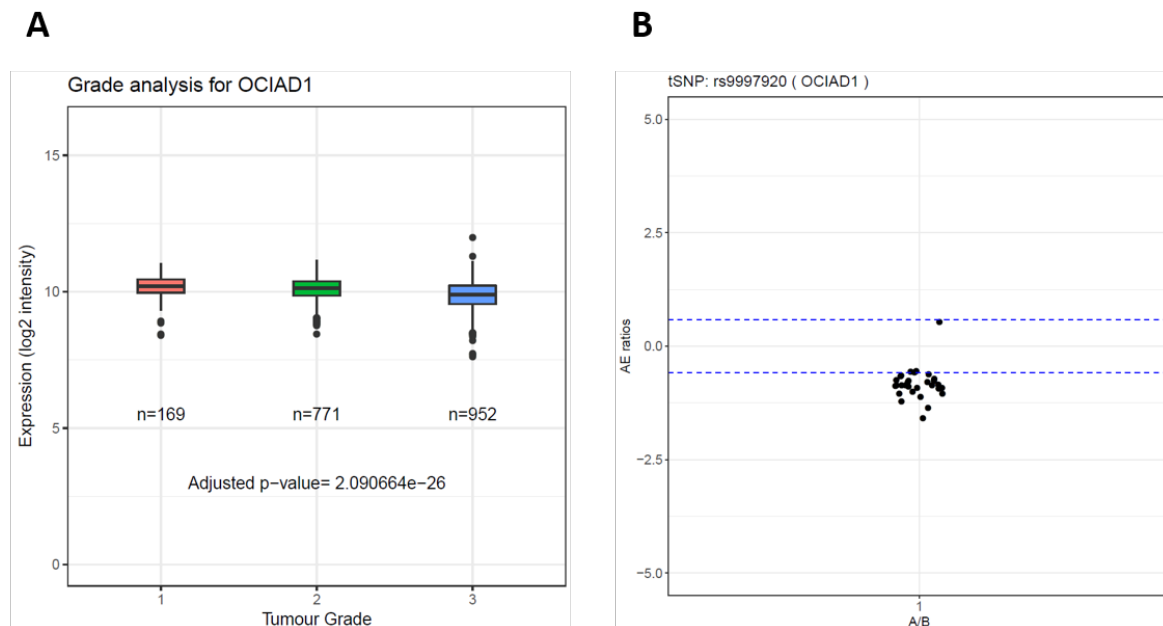 A
B
Grade analysis for OCIAD1
Expression (log2 intensity)
15
10
5
0
n=169
n=771
n=952
Adjusted p−value= 2.090664e−26
1
2
3
Tumour Grade
tSNP: rs9997920 ( OCIAD1 )
AE ratios
5.0
2.5
0.0
−2.5
−5.0
1
A/B